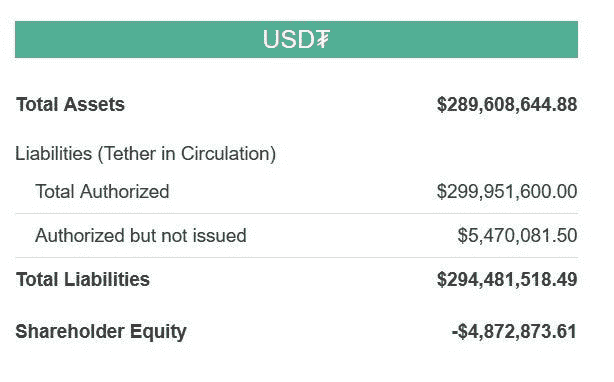 USD₮
Total Assets $289,608,644.88
Liabilities (Tether in Circulation)
Total Authorized $299,951,600.00
Authorized but not issued $5,470,081.50
Total Liabilities $294,481,518.49
Shareholder Equity -$4,872,873.61